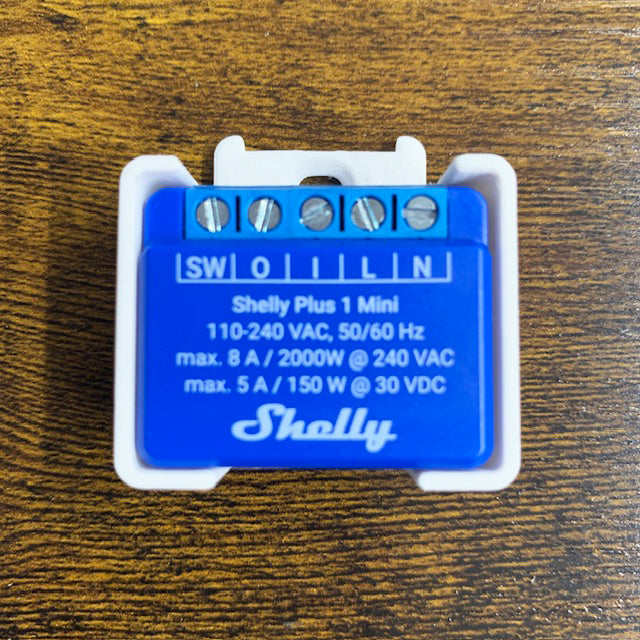 SW O I L N
Shelly Plus 1 Mini
110-240 VAC, 50/60 Hz
max. 8 A / 2000W @ 240 VAC
max. 5 A / 150 W @ 30 VDC
Shelly